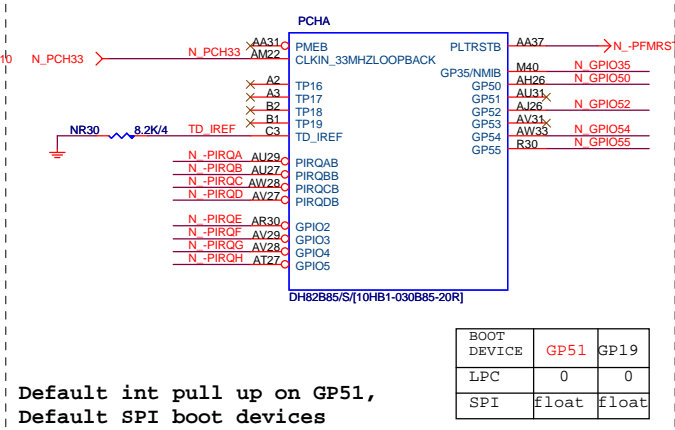 PCHA
AA31 PMEB PLTRSTB AA37 N_-PFMRST
10 N_PCH33 N_PCH33 AM22 CLKIN_33MHZLOOPBACK
GP35/NMIB M40 N_GPIO35
A2 TP16 GP50 AH26 N_GPIO50
A3 TP17 GP51 AU31
B2 TP18 GP52 AJ26 N_GPIO52
B1 TP19 GP53 AV31
NR30 8.2K/4 TD_IREF C3 TD_IREF GP54 AW33 N_GPIO54
GP55 R30 N_GPIO55
N_-PIRQA AU29 PIRQAB
N_-PIRQB AU27 PIRQBB
N_-PIRQC AW28 PIRQCB
N_-PIRQD AV27 PIRQDB
N_-PIRQE AR30 GPIO2
N_-PIRQF AV29 GPIO3
N_-PIRQG AV28 GPIO4
N_-PIRQH AT27 GPIO5
DH82B85/S/[10HB1-030B85-20R]
BOOT
DEVICE GP51 GP19
LPC 0 0
SPI float float
Default int pull up on GP51,
Default SPI boot devices